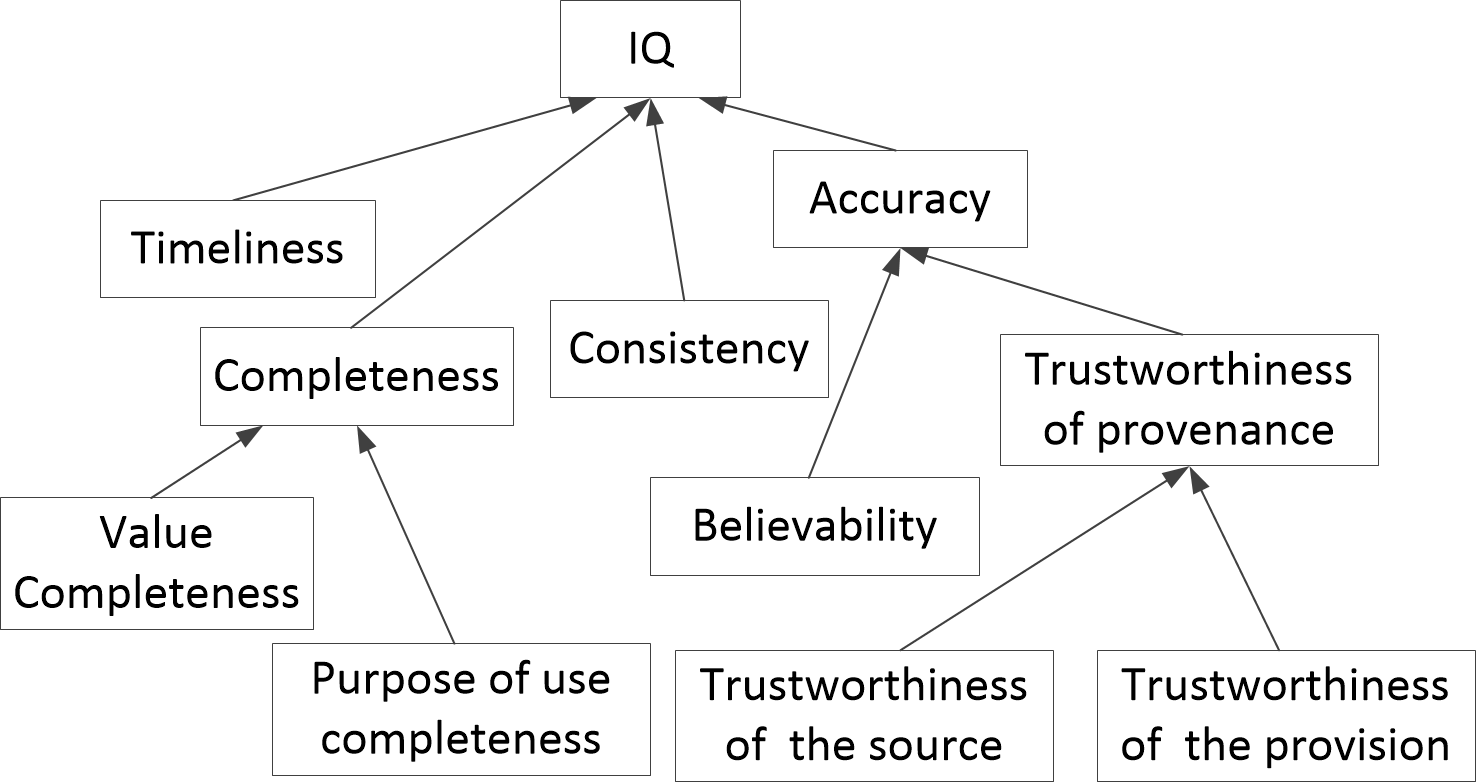 IQ
Accuracy
Timeliness
Consistency
Completeness
Trustworthiness
of provenance
Believability
Value
Completeness
Purpose of use
completeness
Trustworthiness
of  the source
Trustworthiness
of  the provision